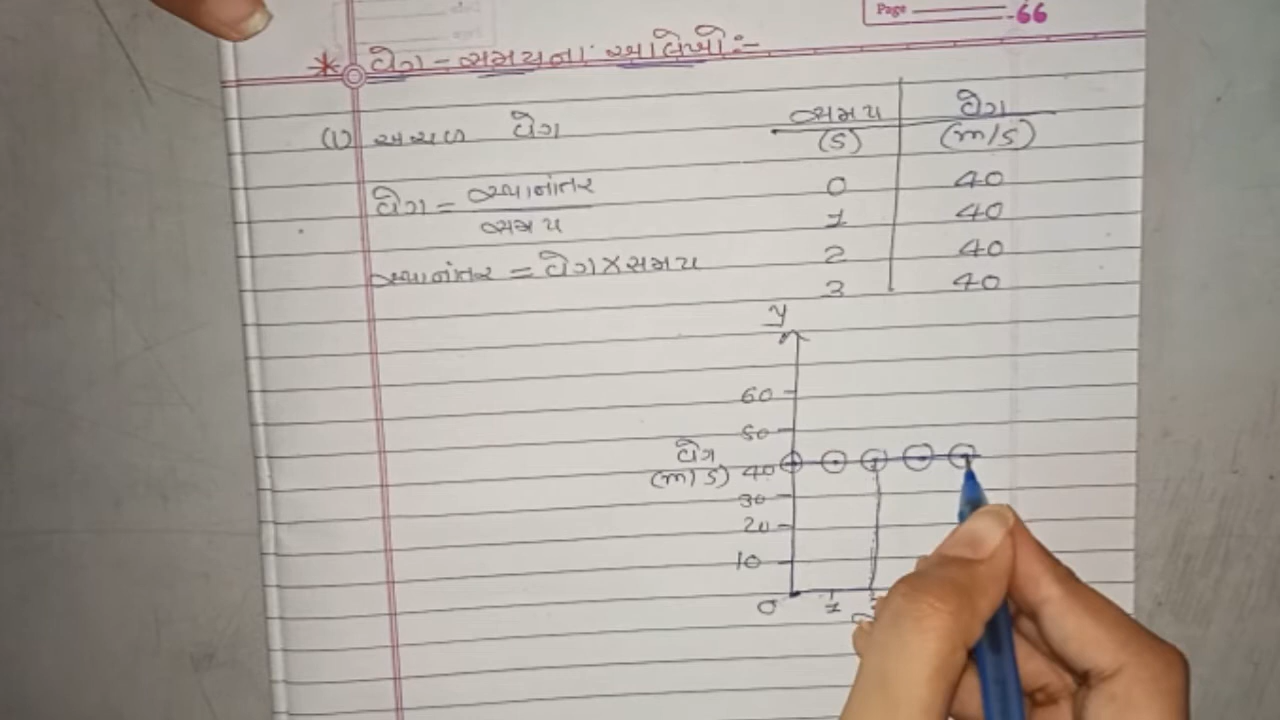 Page -66
* વેગ - સમયના આલેખો :-
(1) અચળ વેગ
સમય વેગ
(s) (m/s)
વેગ = સ્થાનાંતર
સમય
સ્થાનાંતર = વેગ × સમય
0 40
1 40
2 40
3 40
y
60
50
વેગ
(m/s) 40
30
20
10
0 1